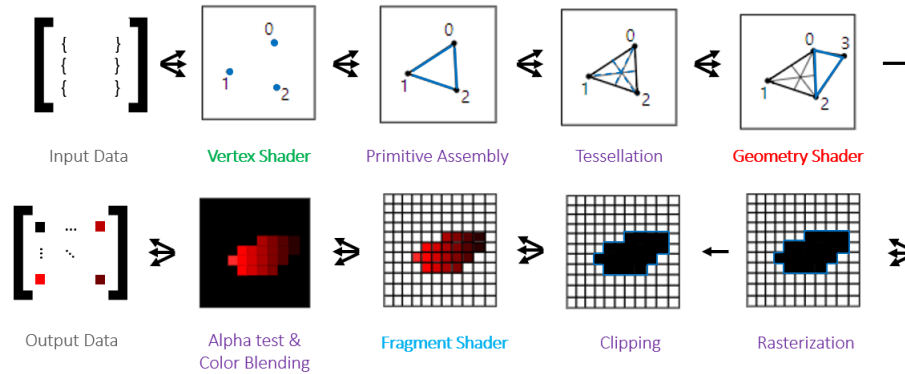 { }
{ }
{ }
0
1
2
0
1
2
0
1
2
0
3
1
2
Input Data
Vertex Shader
Primitive Assembly
Tessellation
Geometry Shader
... 
⋮ ⋱
Output Data
Alpha test &
Color Blending
Fragment Shader
Clipping
Rasterization